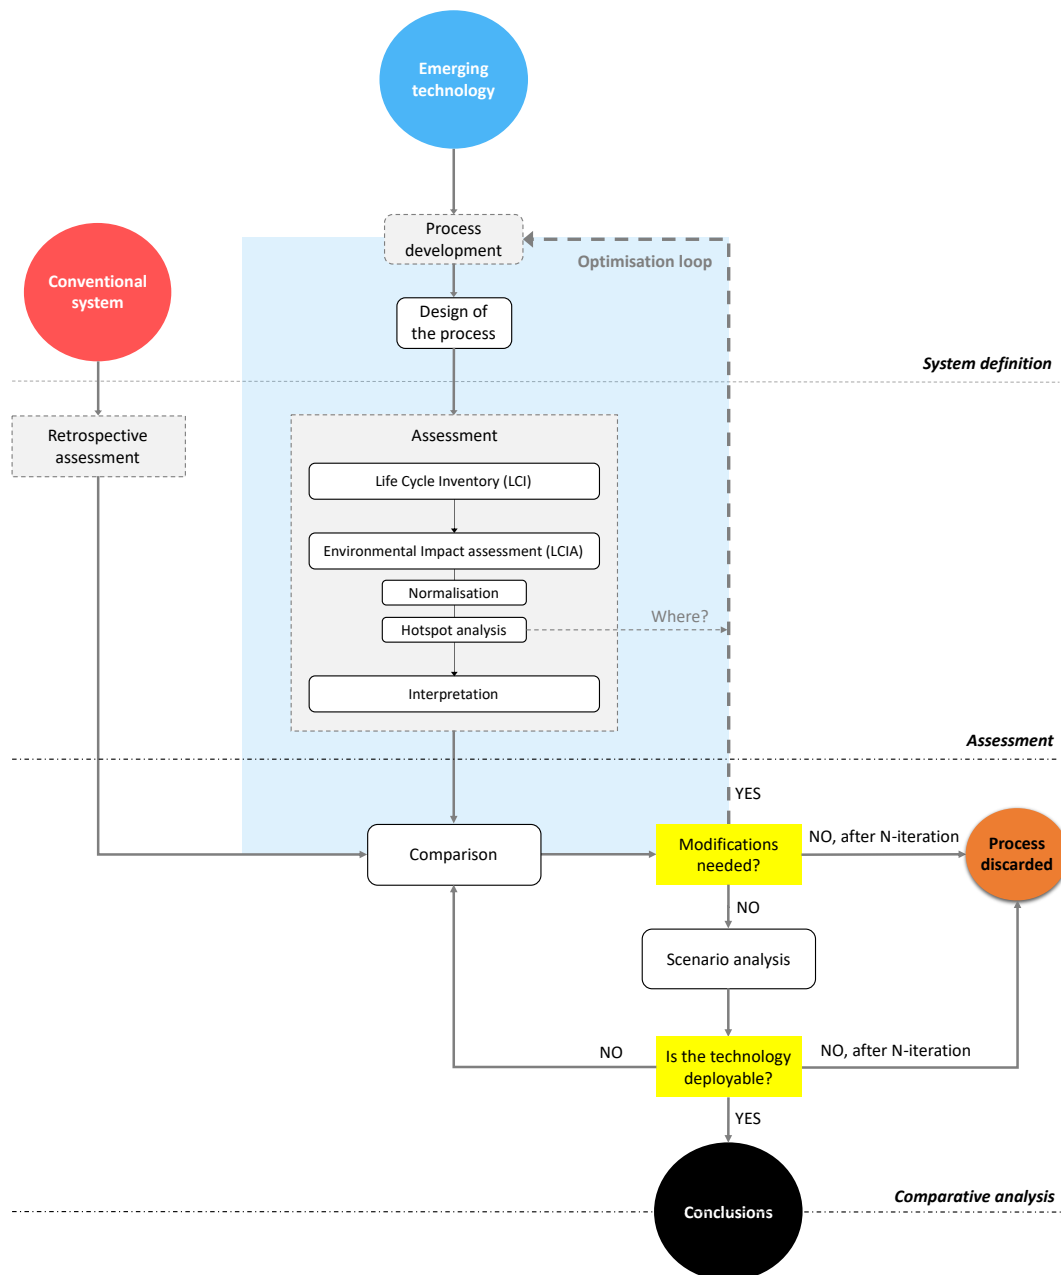 Emerging
technology
Process
development
Optimisation loop
Conventional
system
Design of
the process
System definition
Retrospective
assessment
Assessment
Life Cycle Inventory (LCI)
Environmental Impact assessment (LCIA)
Normalisation
Hotspot analysis
Where?
Interpretation
Assessment
YES
Comparison
Modifications
needed?
NO, after N-iteration
Process
discarded
NO
Scenario analysis
NO
Is the technology
deployable?
NO, after N-iteration
YES
Comparative analysis
Conclusions